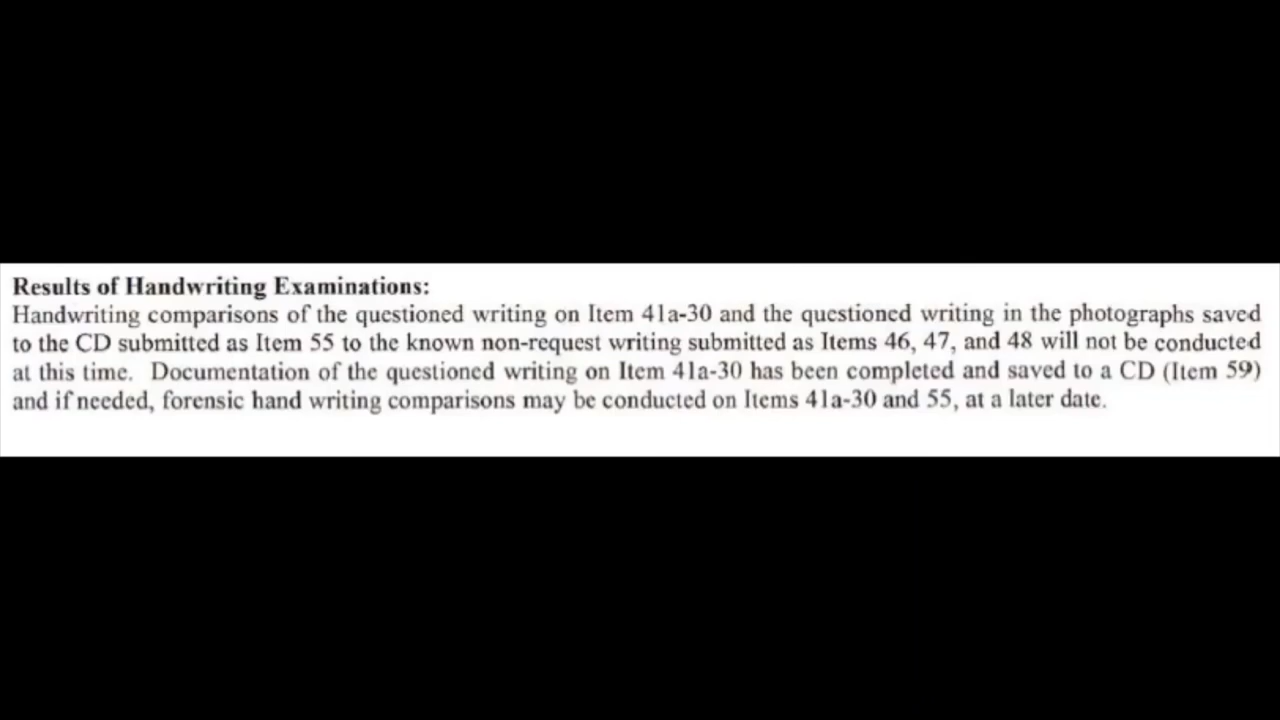 Results of Handwriting Examinations:
Handwriting comparisons of the questioned writing on Item 41a-30 and the questioned writing in the photographs saved
to the CD submitted as Item 55 to the known non-request writing submitted as Items 46, 47, and 48 will not be conducted
at this time. Documentation of the questioned writing on Item 41a-30 has been completed and saved to a CD (Item 59)
and if needed, forensic hand writing comparisons may be conducted on Items 41a-30 and 55, at a later date.